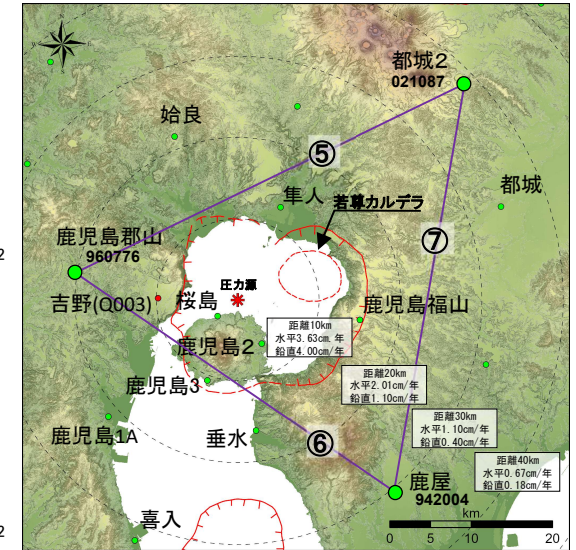 都城2
021087
姶良
⑤
都城
隼人
若尊カルデラ
2
鹿児島郡山
960776
⑦
圧力源
吉野(Q003)
桜島
鹿児島福山
鹿児島2
距離10km
水平3.63cm. 年
鉛直4.00cm/年
鹿児島3
距離20km
水平2.01cm/年
鉛直1.10cm/年
鹿児島1A
垂水
⑥
距離30km
水平1.10cm/年
鉛直0.40cm/年
距離40km
水平0.67cm/年
鉛直0.18cm/年
鹿屋
942004
喜入
km
0 10 20
2